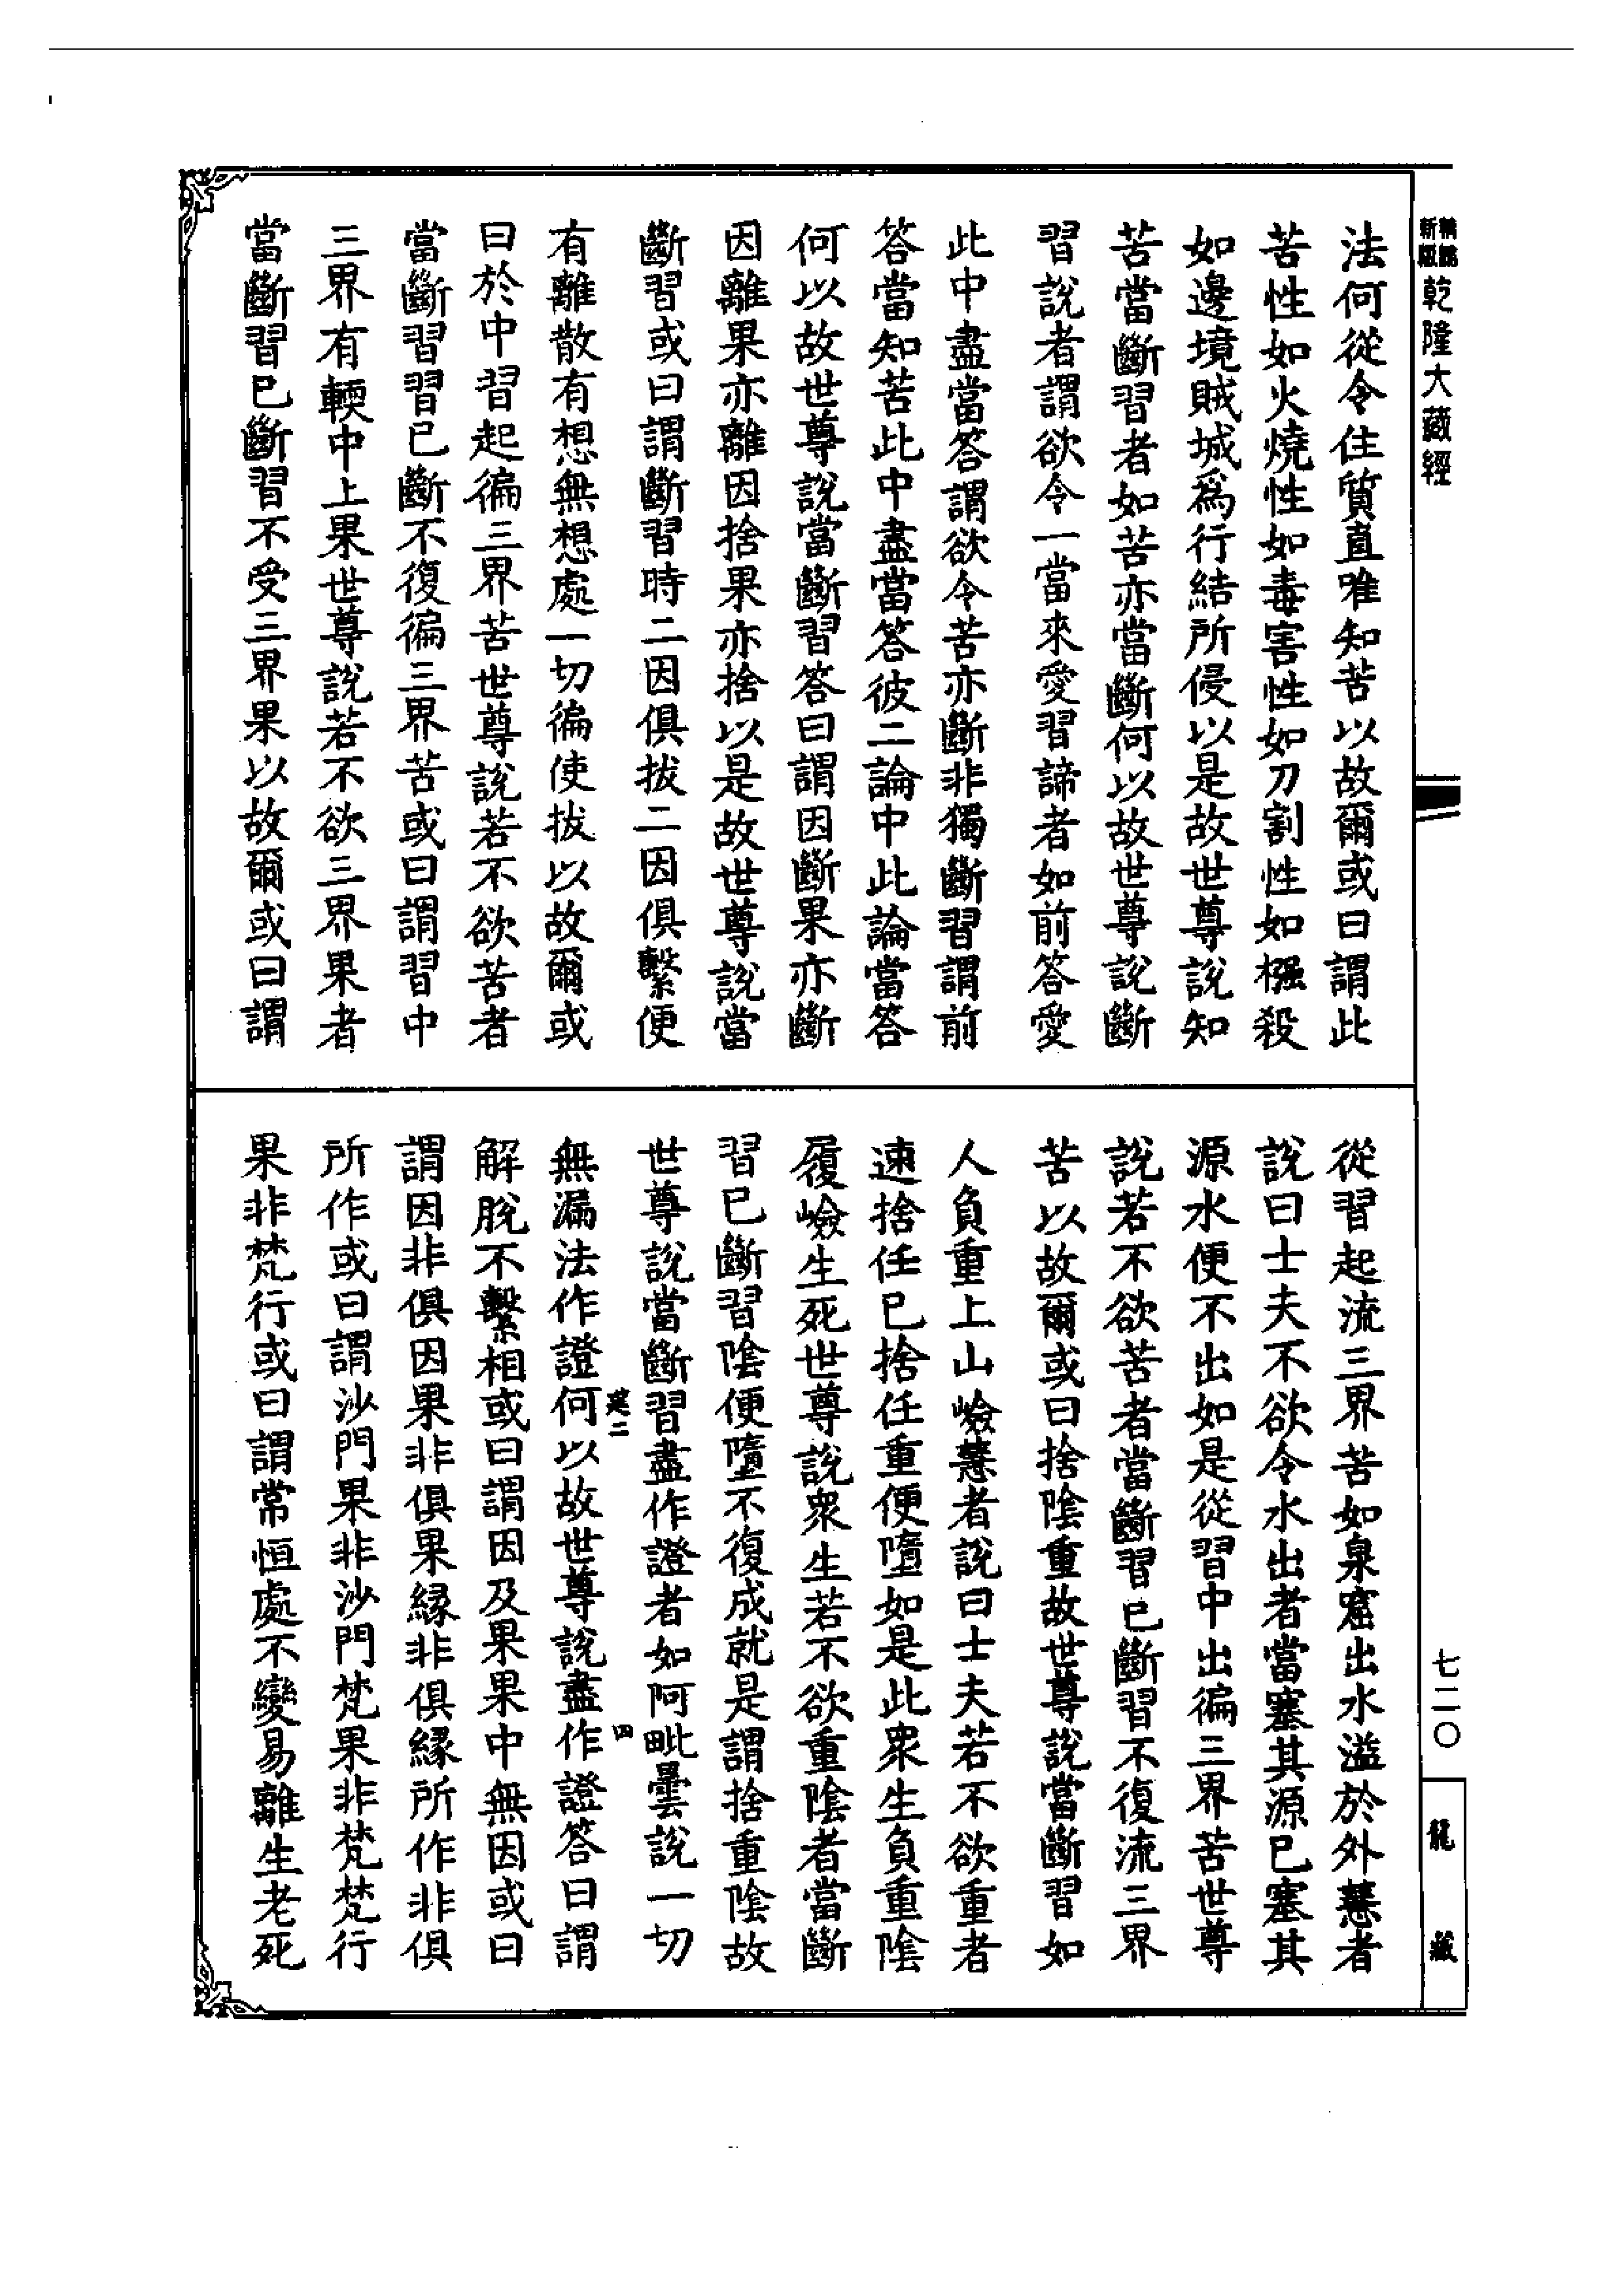 新編縮版
乾隆大藏經
法何從令住質直唯知苦以故爾或曰謂此
苦性如火燒性如毒害性如刀割性如極殺
如邊境賊城爲行結所侵以是故世尊說知
苦當斷習者如苦亦當斷何以故世尊說斷
習說者謂欲令一當來愛習諦者如前答愛
此中盡當答謂欲令苦亦斷非獨斷習謂前
答當知苦此中盡當答彼二論中此論當答
何以故世尊說當斷習答曰謂因斷果亦斷
因離果亦離因捨果亦捨以是故世尊說當
斷習或曰謂斷習時二因俱拔二因俱繫便
有離散有想無想處一切徧使拔以故爾或
曰於中習起徧三界苦世尊說若不欲苦者
當斷習習已斷不復徧三界苦或曰謂習中
三界有輭中上果世尊說若不欲三界果者
當斷習已斷習不受三界果以故爾或曰謂
從習起流三界苦如泉窟出水溢於外慧者
說曰士夫不欲令水出者當塞其源已塞其
源水便不出如是從習中出徧三界苦世尊
說若不欲苦者當斷習已斷習不復流三界
苦以故爾或曰捨陰重故世尊說當斷習如
人負重上山嶮慧者說曰士夫若不欲重者
速捨任已捨任重便墮如是此衆生負重陰
履嶮生死世尊說衆生若不欲重陰者當斷
習已斷習陰便墮不復成就是謂捨重陰故
世尊說當斷習盡作證者如阿毗曇說一切
無漏法作證何以故世尊說盡作證答曰謂
解脫不繫相或曰謂因及果果中無因或曰
謂因非俱因果非俱果緣非俱緣所作非俱
所作或曰謂沙門果非沙門梵果非梵梵行
果非梵行或曰謂常恒處不變易離生老死
四
七二〇
龍藏